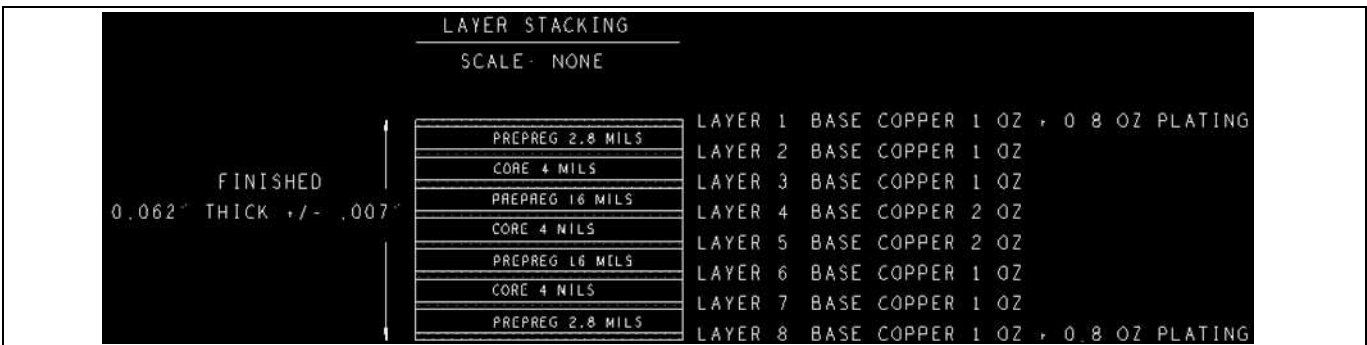 LAYER STACKING
SCALE- NONE
LAYER 1 BASE COPPER 1 OZ + 0.8 OZ PLATING
PREPREG 2.8 MILS
LAYER 2 BASE COPPER 1 OZ
CORE 4 MILS
FINISHED
LAYER 3 BASE COPPER 1 OZ
PREPREG 16 MILS
0.062" THICK +/- .007"
LAYER 4 BASE COPPER 2 OZ
CORE 4 MILS
LAYER 5 BASE COPPER 2 OZ
PREPREG 16 MILS
LAYER 6 BASE COPPER 1 OZ
CORE 4 MILS
LAYER 7 BASE COPPER 1 OZ
PREPREG 2.8 MILS
LAYER 8 BASE COPPER 1 OZ + 0.8 OZ PLATING